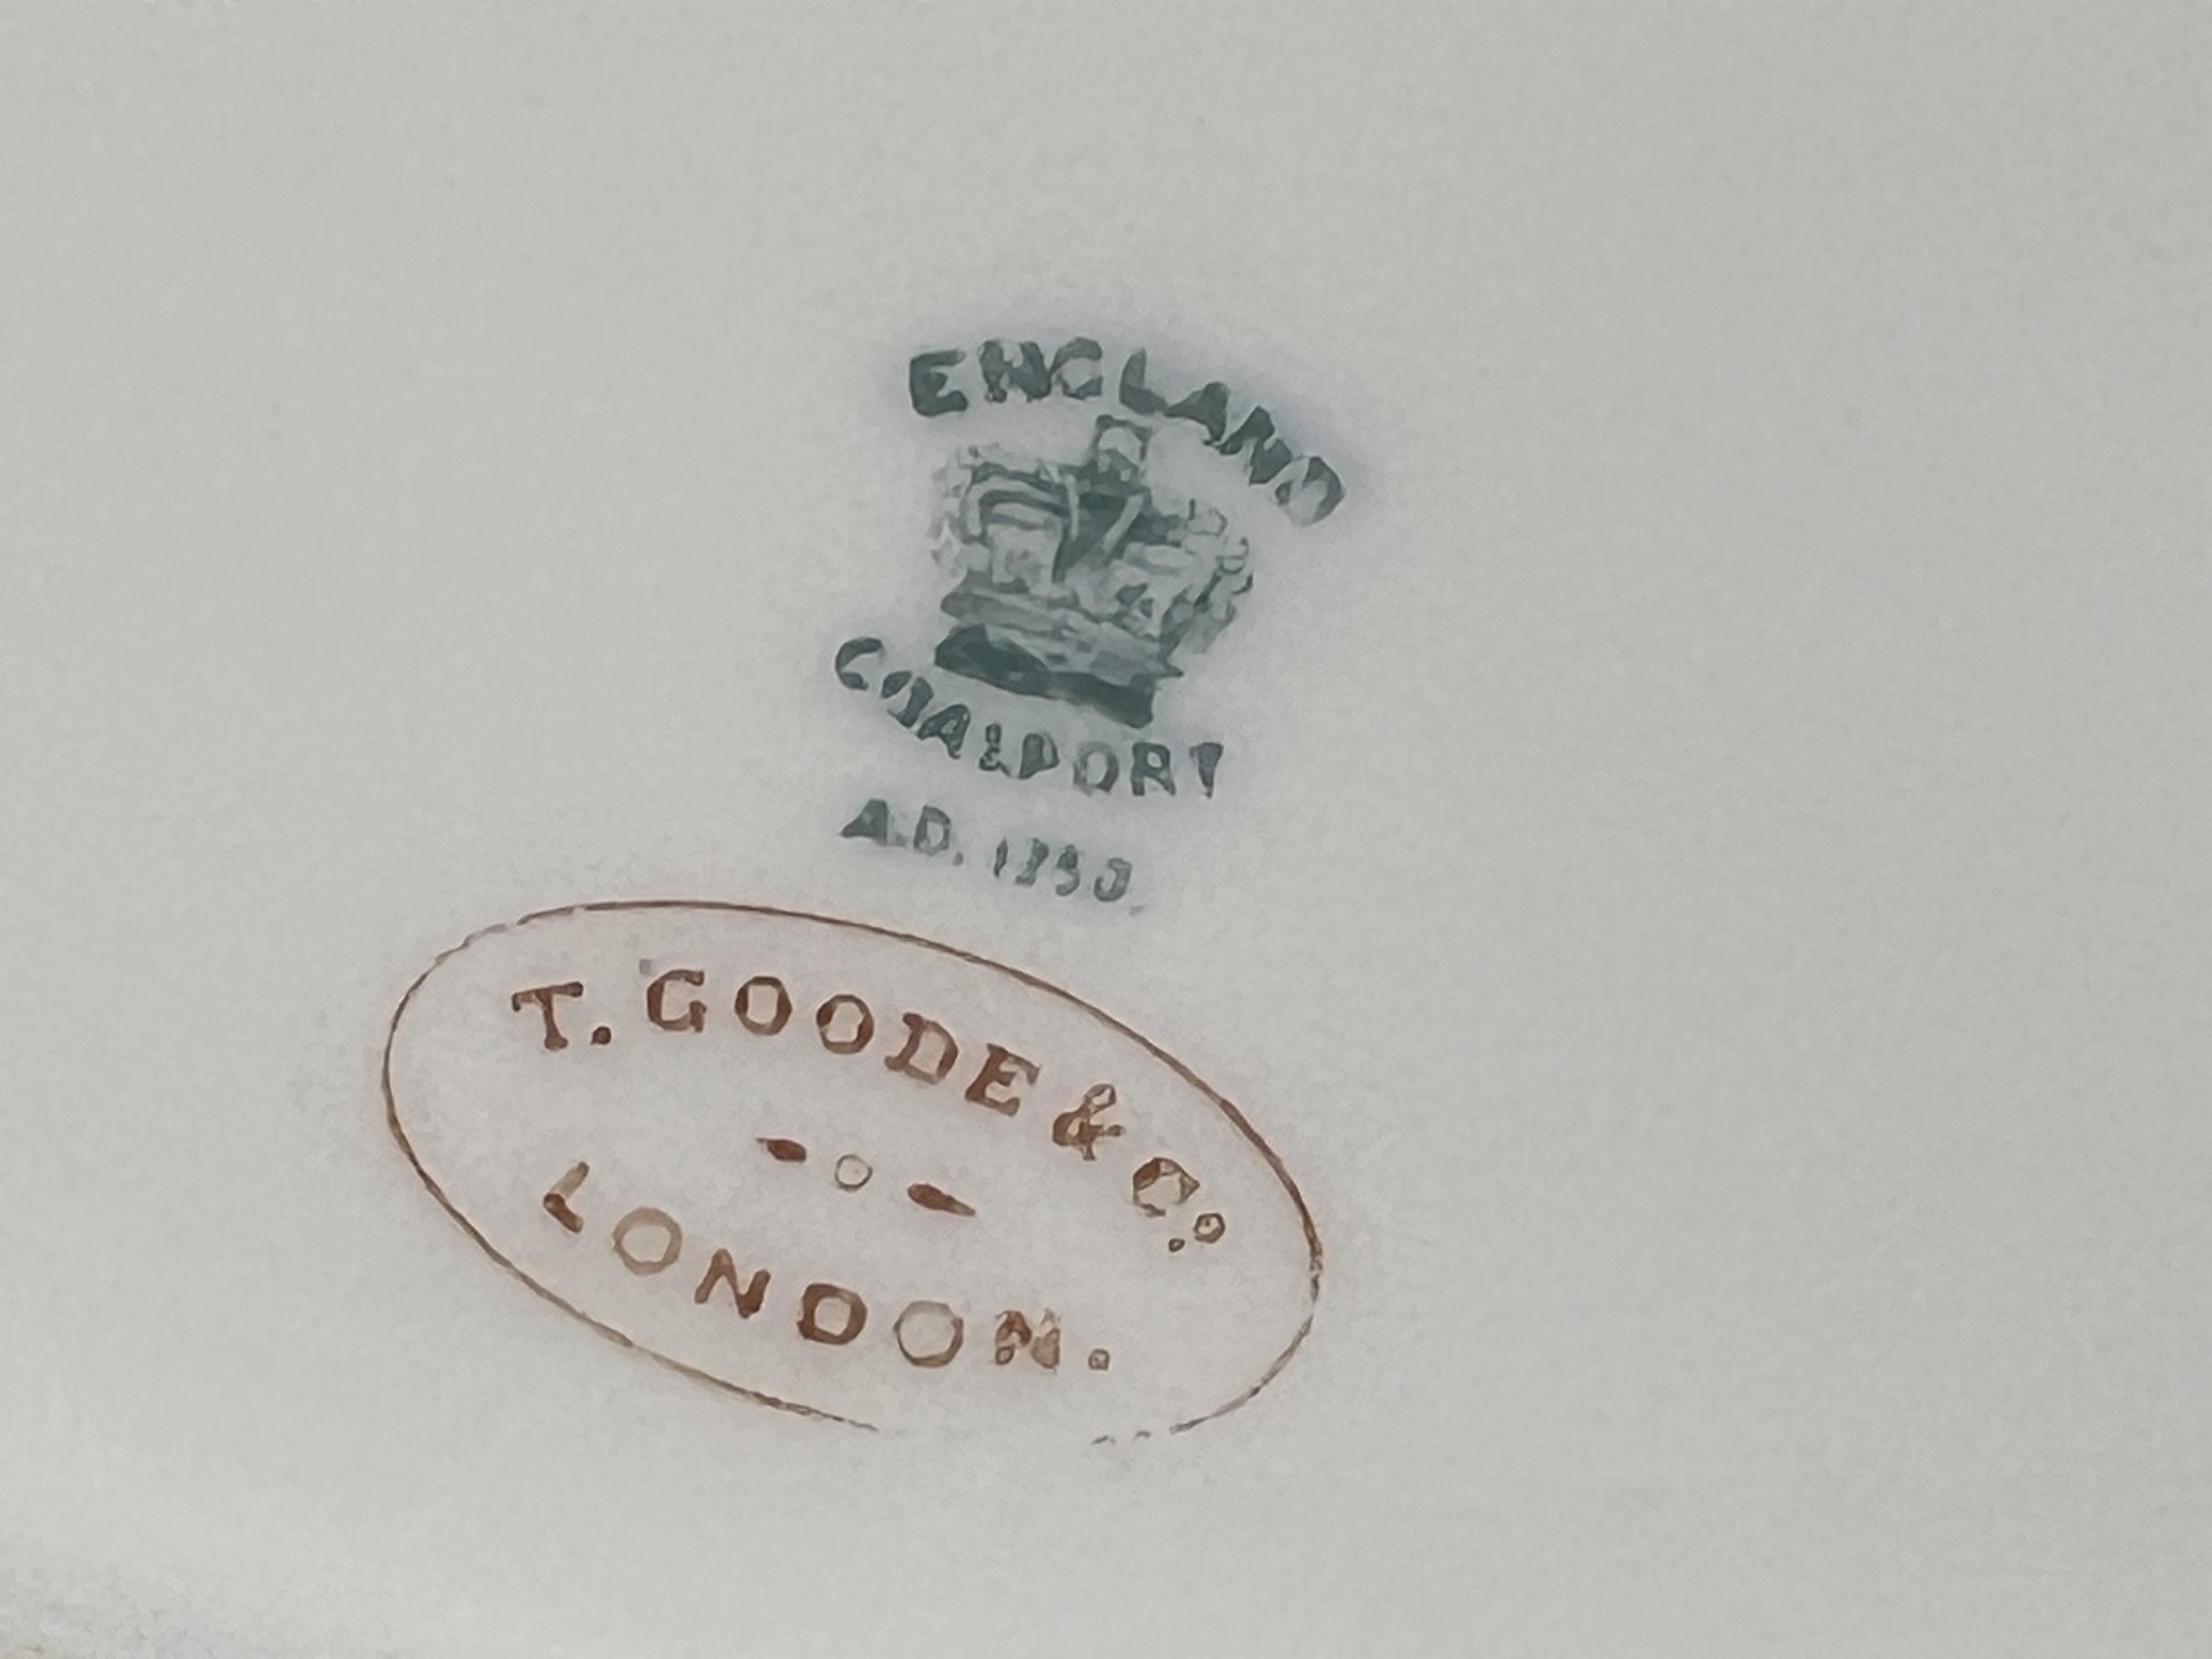 ENGLAND
COALPORT
A.D. 1750.
T. GOODE & Co.
LONDON.